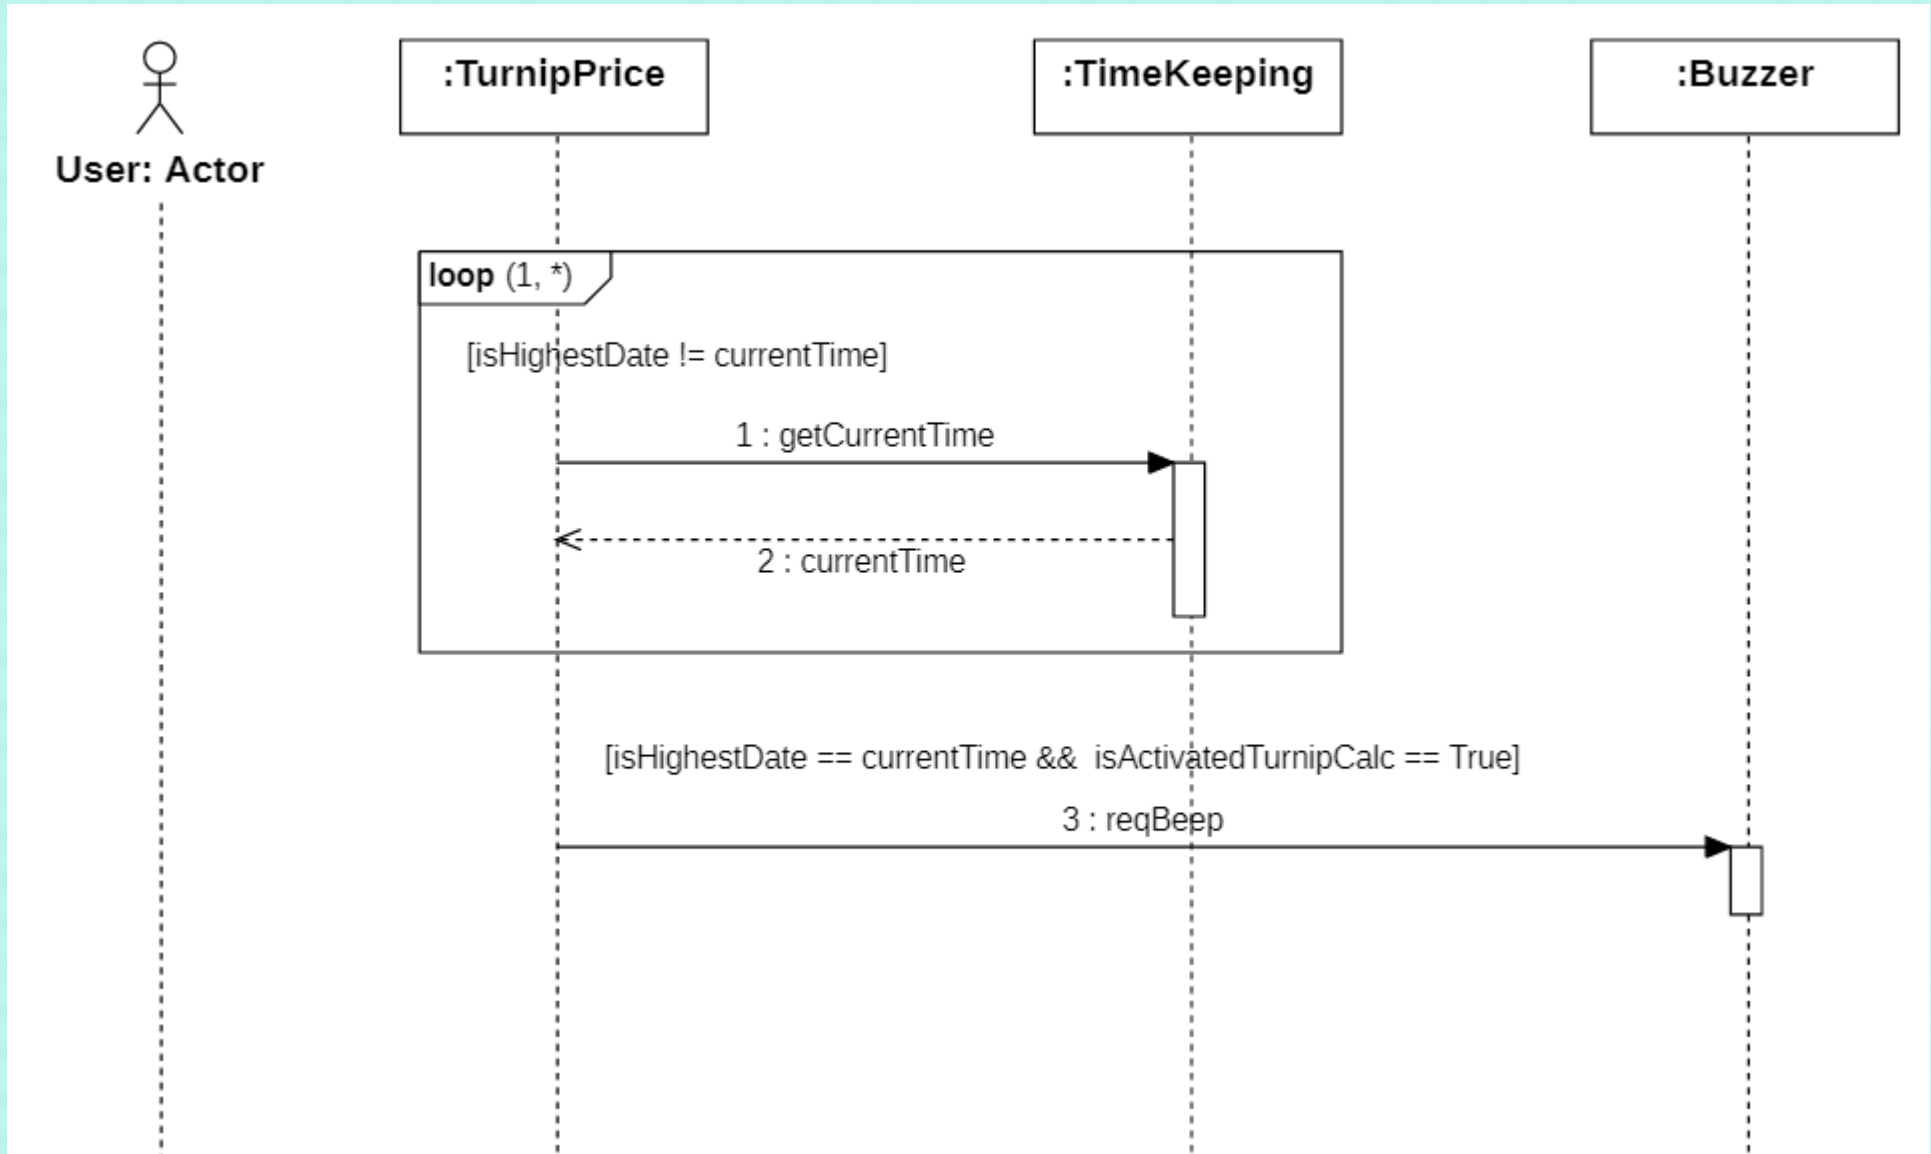 :TurnipPrice
:TimeKeeping
:Buzzer
User: Actor
loop (1, *)
[isHighestDate != currentTime]
1 : getCurrentTime
2 : currentTime
[isHighestDate == currentTime &&  isActivatedTurnipCalc == True]
3 : reqBeep